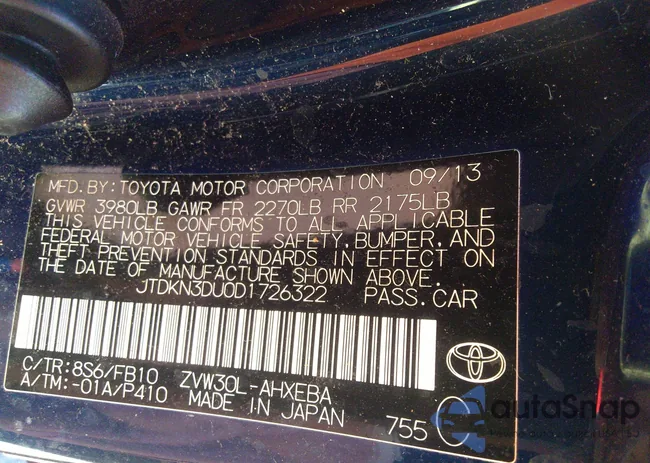 MFD. BY: TOYOTA MOTOR CORPORATION 09/13
GVWR 3980LB GAWR FR 2270LB RR 2175LB
THIS VEHICLE CONFORMS TO ALL APPLICABLE
FEDERAL MOTOR VEHICLE SAFETY, BUMPER, AND
THEFT PREVENTION STANDARDS IN EFFECT ON
THE DATE OF MANUFACTURE SHOWN ABOVE.
JTDKN3DU0D1726322 PASS. CAR
C/TR: 8S6/FB10 ZVW30L-AHXEBA
A/TM: -01A/P410 MADE IN JAPAN 755
autoSnap